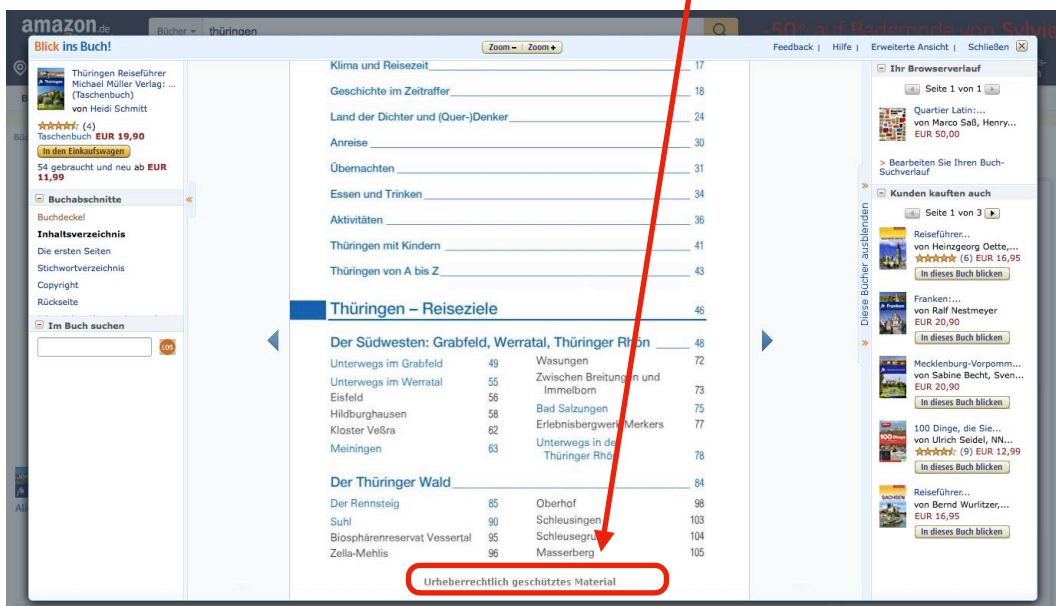 amazon.de
Bücher
thüringen
-50% auf Bademode von Sylvie
Blick ins Buch!
Zoom –
Zoom +
Feedback | Hilfe | Erweiterte Ansicht | Schließen
Thüringen Reiseführer
Michael Müller Verlag: ...
(Taschenbuch)
von Heidi Schmitt
(4)
Taschenbuch EUR 19,90
In den Einkaufswagen
54 gebraucht und neu ab EUR
11,99
Buchabschnitte
Buchdeckel
Inhaltsverzeichnis
Die ersten Seiten
Stichwortverzeichnis
Copyright
Rückseite
Im Buch suchen
LOS
«
Klima und Reisezeit 17
Geschichte im Zeitraffer 18
Land der Dichter und (Quer-)Denker 24
Anreise 30
Übernachten 31
Essen und Trinken 34
Aktivitäten 36
Thüringen mit Kindern 41
Thüringen von A bis Z 43
Thüringen – Reiseziele 46
Der Südwesten: Grabfeld, Werratal, Thüringer Rhön 48
Unterwegs im Grabfeld 49
Unterwegs im Werratal 55
Eisfeld 56
Hildburghausen 58
Kloster Veßra 62
Meiningen 63
Wasungen 72
Zwischen Breitungen und
Immelborn 73
Bad Salzungen 75
Erlebnisbergwerk Merkers 77
Unterwegs in der
Thüringer Rhön 78
Der Thüringer Wald 84
Der Rennsteig 85
Suhl 90
Biosphärenreservat Vessertal 95
Zella-Mehlis 96
Oberhof 98
Schleusingen 103
Schleusegrund 104
Masserberg 105
Urheberrechtlich geschütztes Material
»
Diese Bücher ausblenden
»
Ihr Browserverlauf
Seite 1 von 1
Quartier Latin:...
von Marco Saß, Henry...
EUR 50,00
> Bearbeiten Sie Ihren Buch-
Suchverlauf
Kunden kauften auch
Seite 1 von 3
Reiseführer...
von Heinzgeorg Oette,...
(6) EUR 16,95
In dieses Buch blicken
Franken:...
von Ralf Nestmeyer
EUR 20,90
In dieses Buch blicken
Mecklenburg-Vorpomm...
von Sabine Becht, Sven...
EUR 20,90
In dieses Buch blicken
100 Dinge, die Sie...
von Ulrich Seidel, NN...
(9) EUR 12,99
In dieses Buch blicken
Reiseführer...
von Bernd Wurlitzer,...
EUR 16,95
In dieses Buch blicken